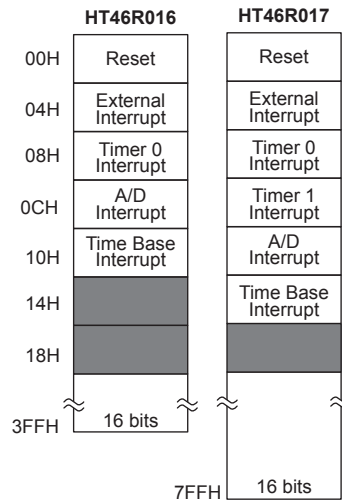 HT46R016 HT46R017
00H Reset Reset
04H External Interrupt External Interrupt
08H Timer 0 Interrupt Timer 0 Interrupt
0CH A/D Interrupt Timer 1 Interrupt
10H Time Base Interrupt A/D Interrupt
14H Time Base Interrupt
18H
3FFH 16 bits
7FFH 16 bits